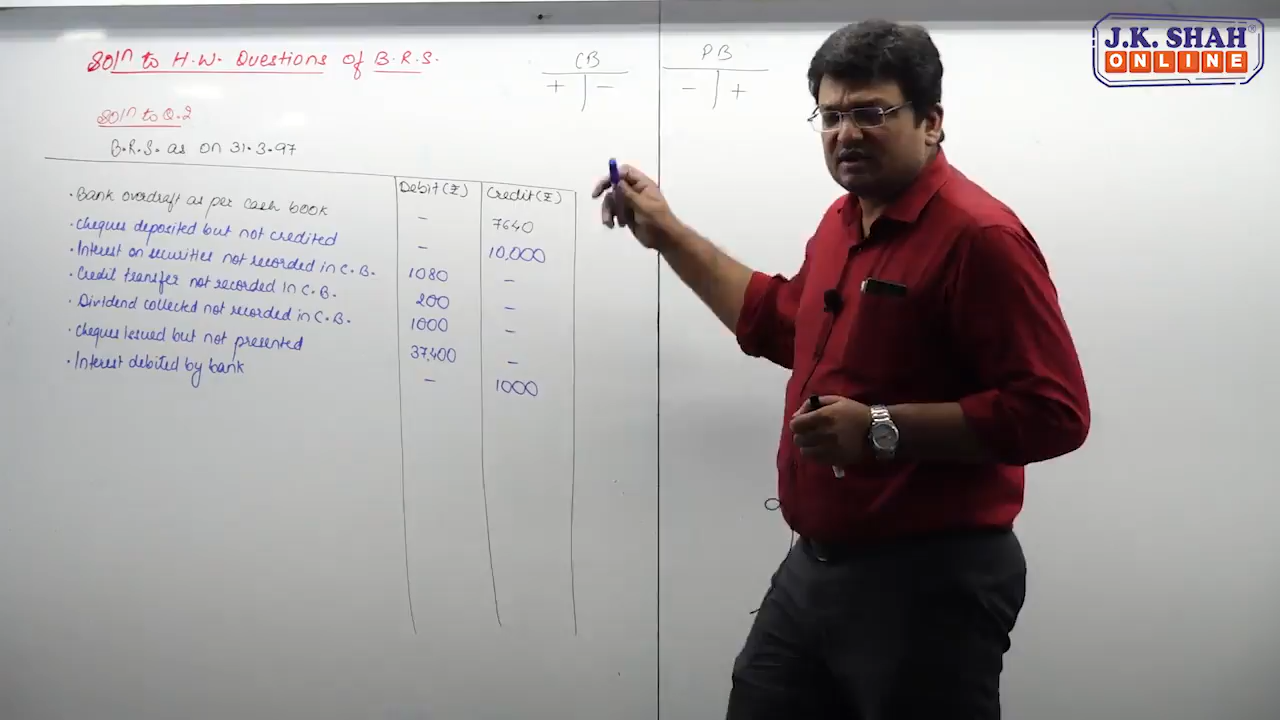 Soln to H.W. Questions of B.R.S.
CB
PB
+ -
- +
J.K. SHAH®
ONLINE
Soln to Q.2
B.R.S. as on 31.3.97
Debit (₹) Credit (₹)
• Bank overdraft as per cash book - 7640
• Cheques deposited but not credited - 10,000
• Interest on securities not recorded in C.B. 1080 -
• Credit transfer not recorded in C.B. 200 -
• Dividend collected not recorded in C.B. 1000 -
• Cheques issued but not presented 37,400 -
• Interest debited by bank - 1000